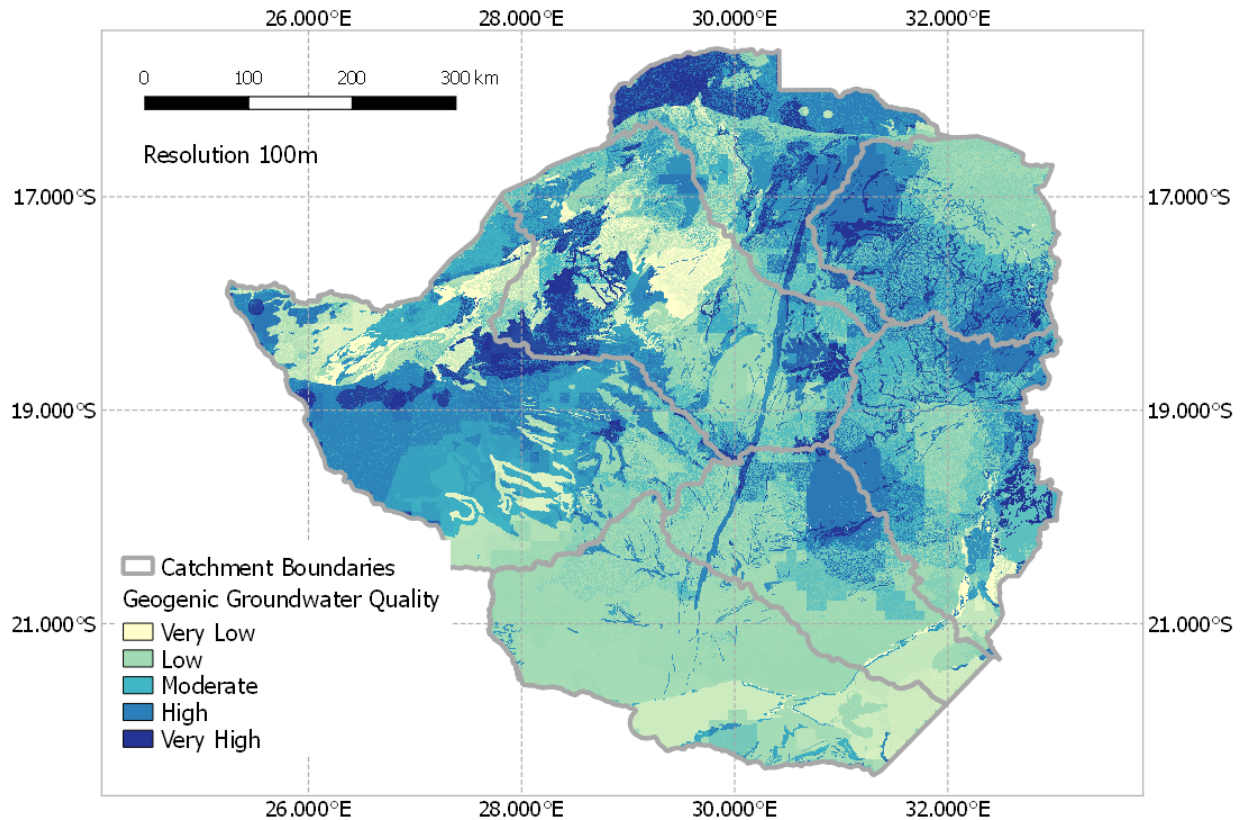 26.000°E 28.000°E 30.000°E 32.000°E
0 100 200 300 km
Resolution 100m
17.000°S 17.000°S
19.000°S 19.000°S
Catchment Boundaries
Geogenic Groundwater Quality
21.000°S 21.000°S
Very Low
Low
Moderate
High
Very High
26.000°E 28.000°E 30.000°E 32.000°E